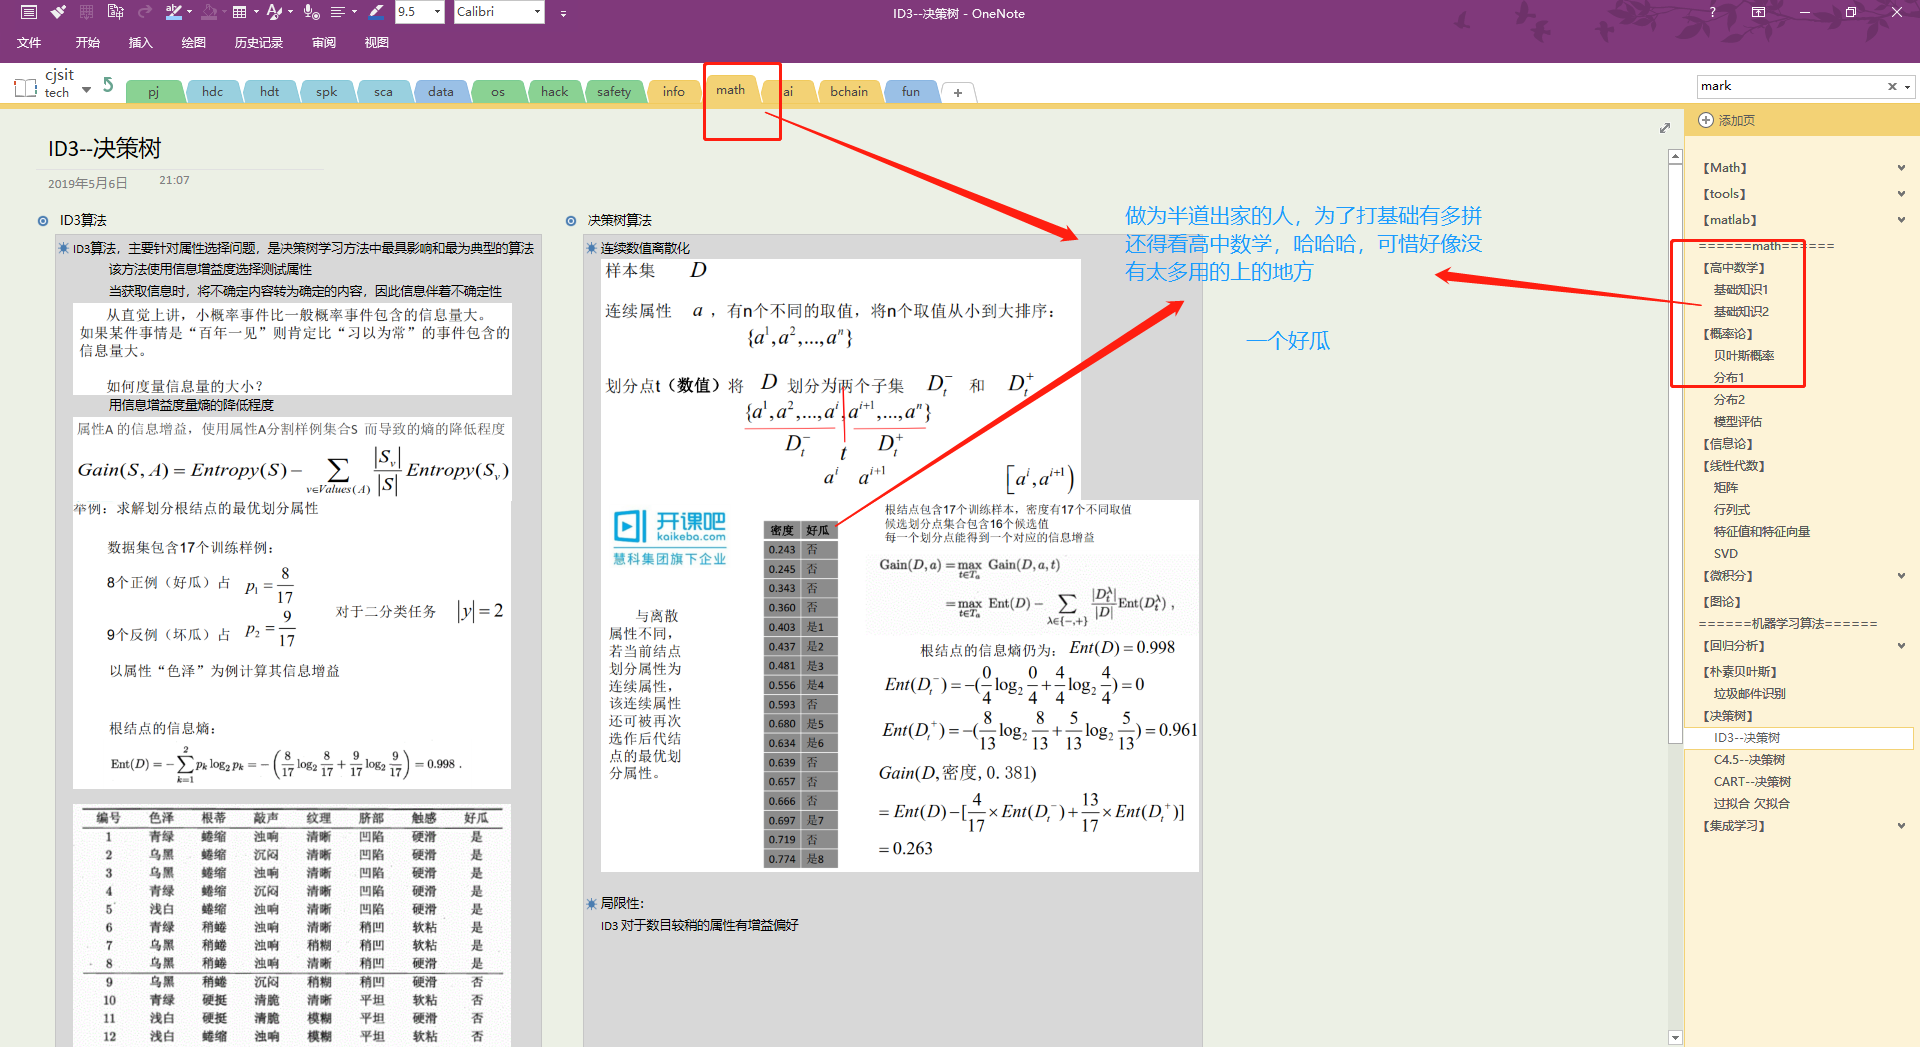 9.5
Calibri
ID3--决策树 - OneNote
文件 开始 插入 绘图 历史记录 审阅 视图
cjsit
tech
pj hdc hdt spk sca data os hack safety info math ai bchain fun +
mark
添加页
ID3--决策树
2019年5月6日 21:07
ID3算法
ID3算法，主要针对属性选择问题，是决策树学习方法中最具影响和最为典型的算法
该方法使用信息增益度选择测试属性
当获取信息时，将不确定内容转为确定的内容，因此信息伴着不确定性
从直觉上讲，小概率事件比一般概率事件包含的信息量大。
如果某件事情是“百年一见”则肯定比“习以为常”的事件包含的
信息量大。
如何度量信息量的大小？
用信息增益度量熵的降低程度
属性A 的信息增益，使用属性A分割样例集合S 而导致的熵的降低程度
Gain(S, A) = Entropy(S) − ∑_{v∈Values(A)} |S_v|/|S| Entropy(S_v)
举例：求解划分根结点的最优划分属性
数据集包含17个训练样例：
8个正例（好瓜）占 p₁ = 8/17
9个反例（坏瓜）占 p₂ = 9/17
对于二分类任务 |y| = 2
以属性“色泽”为例计算其信息增益
根结点的信息熵：
Ent(D) = −∑_{k=1}^{2} p_k log₂ p_k = −(8/17 log₂ 8/17 + 9/17 log₂ 9/17) = 0.998 .
编号 色泽 根蒂 敲声 纹理 脐部 触感 好瓜
1 青绿 蜷缩 浊响 清晰 凹陷 硬滑 是
2 乌黑 蜷缩 沉闷 清晰 凹陷 硬滑 是
3 乌黑 蜷缩 浊响 清晰 凹陷 硬滑 是
4 青绿 蜷缩 沉闷 清晰 凹陷 硬滑 是
5 浅白 蜷缩 浊响 清晰 凹陷 硬滑 是
6 青绿 稍蜷 浊响 清晰 稍凹 软粘 是
7 乌黑 稍蜷 浊响 稍糊 稍凹 软粘 是
8 乌黑 稍蜷 浊响 清晰 稍凹 硬滑 是
9 乌黑 稍蜷 沉闷 稍糊 稍凹 硬滑 否
10 青绿 硬挺 清脆 清晰 平坦 软粘 否
11 浅白 硬挺 清脆 模糊 平坦 硬滑 否
12 浅白 蜷缩 浊响 模糊 平坦 软粘 否
决策树算法
连续数值离散化
样本集 D
连续属性 a ，有n个不同的取值，将n个取值从小到大排序：
{a¹, a², ..., aⁿ}
划分点t（数值）将 D 划分为两个子集 D_t⁻ 和 D_t⁺
{a¹, a², ..., aⁱ, aⁱ⁺¹, ..., aⁿ}
D_t⁻ t D_t⁺
aⁱ aⁱ⁺¹ [aⁱ, aⁱ⁺¹)
开课吧
kaikeba.com
慧科集团旗下企业
与离散
属性不同，
若当前结点
划分属性为
连续属性，
该连续属性
还可被再次
选作后代结
点的最优划
分属性。
密度 好瓜
0.243 否
0.245 否
0.343 否
0.360 否
0.403 是1
0.437 是2
0.481 是3
0.556 是4
0.593 否
0.680 是5
0.634 是6
0.639 否
0.657 否
0.666 否
0.697 是7
0.719 否
0.774 是8
根结点包含17个训练样本，密度有17个不同取值
候选划分点集合包含16个候选值
每一个划分点能得到一个对应的信息增益
Gain(D, a) = max_{t∈T_a} Gain(D, a, t)
= max_{t∈T_a} Ent(D) − ∑_{λ∈{−,+}} |D_t^λ|/|D| Ent(D_t^λ) ,
根结点的信息熵仍为： Ent(D) = 0.998
Ent(D_t⁻) = −(0/4 log₂ 0/4 + 4/4 log₂ 4/4) = 0
Ent(D_t⁺) = −(8/13 log₂ 8/13 + 5/13 log₂ 5/13) = 0.961
Gain(D,密度, 0.381)
= Ent(D) − [4/17 × Ent(D_t⁻) + 13/17 × Ent(D_t⁺)]
= 0.263
局限性：
ID3 对于数目较稍的属性有增益偏好
做为半道出家的人，为了打基础有多拼
还得看高中数学，哈哈哈，可惜好像没
有太多用的上的地方
一个好瓜
【Math】
【tools】
【matlab】
======math======
【高中数学】
基础知识1
基础知识2
【概率论】
贝叶斯概率
分布1
分布2
模型评估
【信息论】
【线性代数】
矩阵
行列式
特征值和特征向量
SVD
【微积分】
【图论】
======机器学习算法======
【回归分析】
【朴素贝叶斯】
垃圾邮件识别
【决策树】
ID3--决策树
C4.5--决策树
CART--决策树
过拟合 欠拟合
【集成学习】